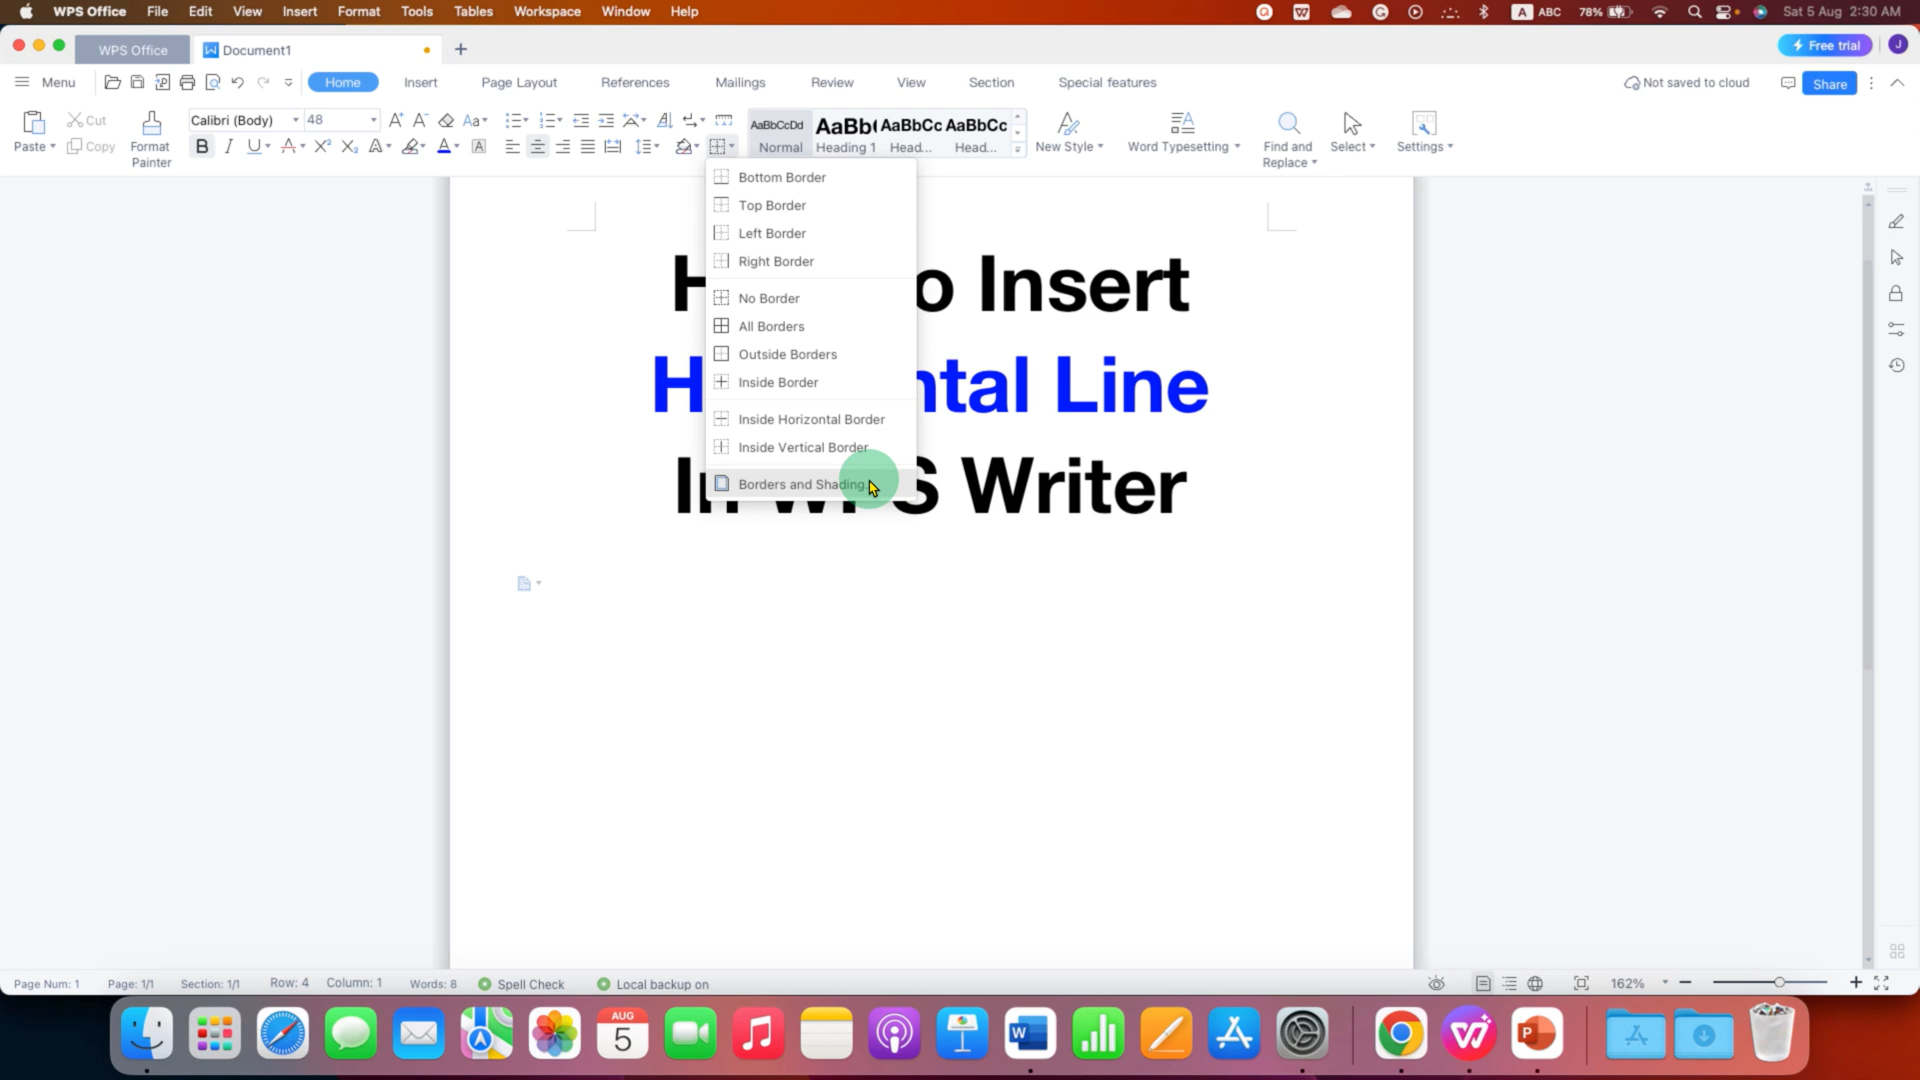 WPS Office File Edit View Insert Format Tools Tables Workspace Window Help A ABC 78% Sat 5 Aug 2:30 AM
WPS Office Document1 Free trial J
Menu Home Insert Page Layout References Mailings Review View Section Special features Not saved to cloud Share
Paste Cut Copy Format Painter
Calibri (Body) 48
AaBbCcDd AaBb( AaBbCc AaBbCc
Normal Heading 1 Head... Head...
New Style Word Typesetting Find and Replace Select Settings
Bottom Border
Top Border
Left Border
Right Border
No Border
All Borders
Outside Borders
Inside Border
Inside Horizontal Border
Inside Vertical Border
Borders and Shading..
o Insert
ntal Line
In WPS Writer
Page Num: 1 Page: 1/1 Section: 1/1 Row: 4 Column: 1 Words: 8 Spell Check Local backup on 162%
AUG
5